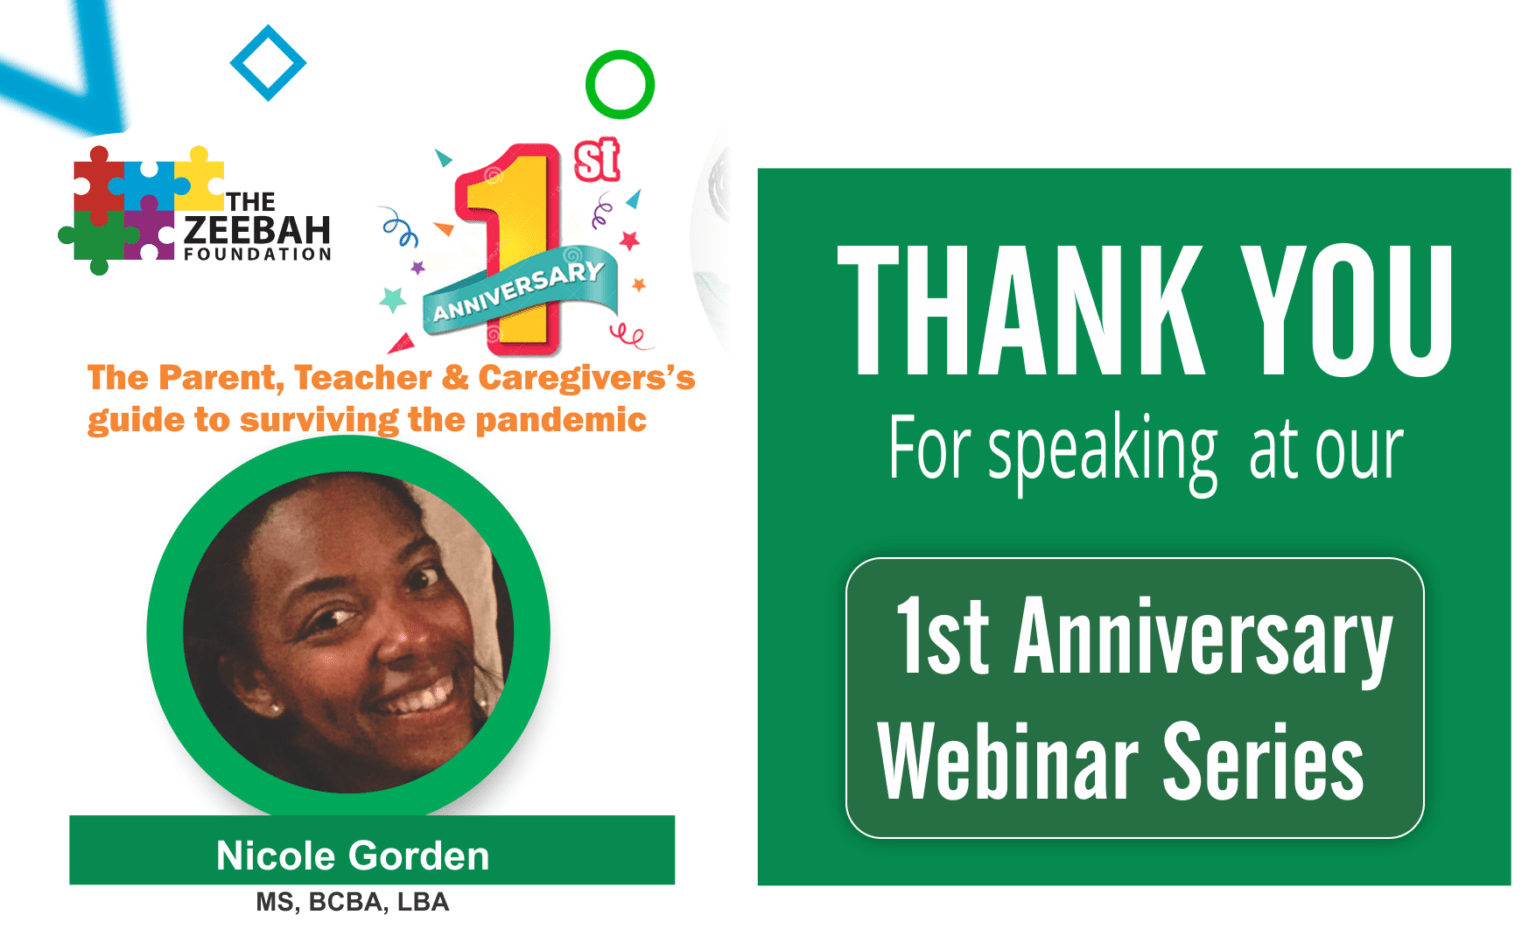 THE
ZEEBAH
FOUNDATION
1st
ANNIVERSARY
The Parent, Teacher & Caregivers's
guide to surviving the pandemic
Nicole Gorden
MS, BCBA, LBA
THANK YOU
For speaking at our
1st Anniversary
Webinar Series